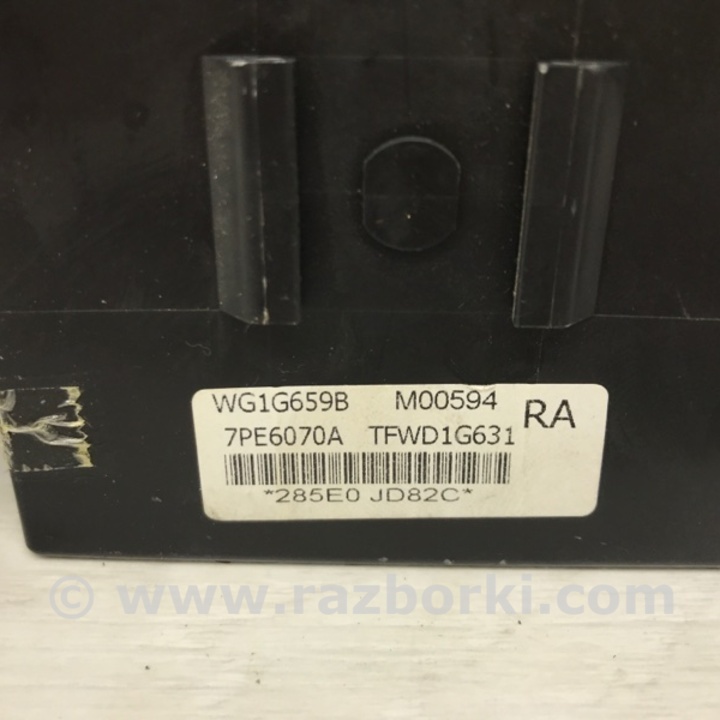 WG1G659B M00594 RA
7PE6070A TFWD1G631
*285E0 JD82C*
© www.razborki.com